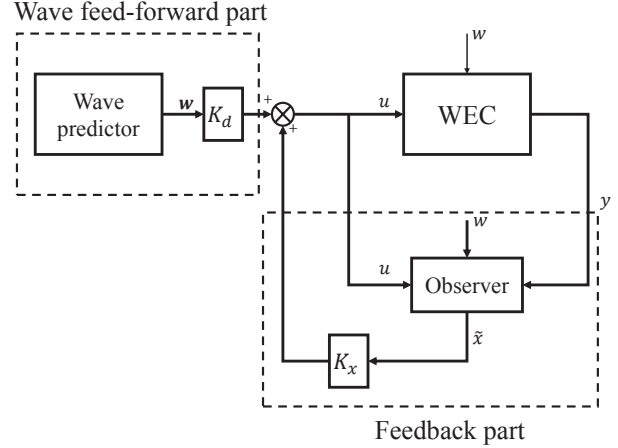 Wave feed-forward part
w
Wave
predictor
w
K_d
+
+
u
WEC
y
w
u
Observer
x̃
K_x
Feedback part